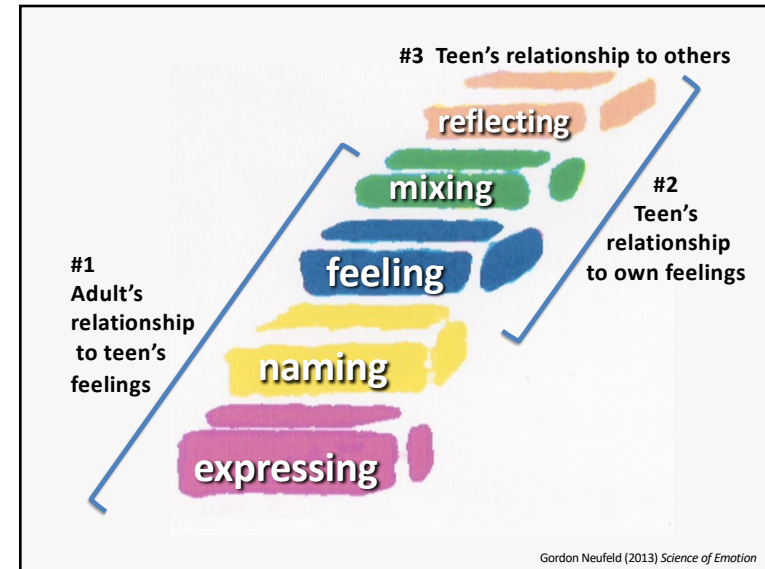 #3 Teen's relationship to others
reflecting
mixing
#2
Teen's
relationship
to own feelings
feeling
#1
Adult's
relationship
to teen's
feelings
naming
expressing
Gordon Neufeld (2013) Science of Emotion